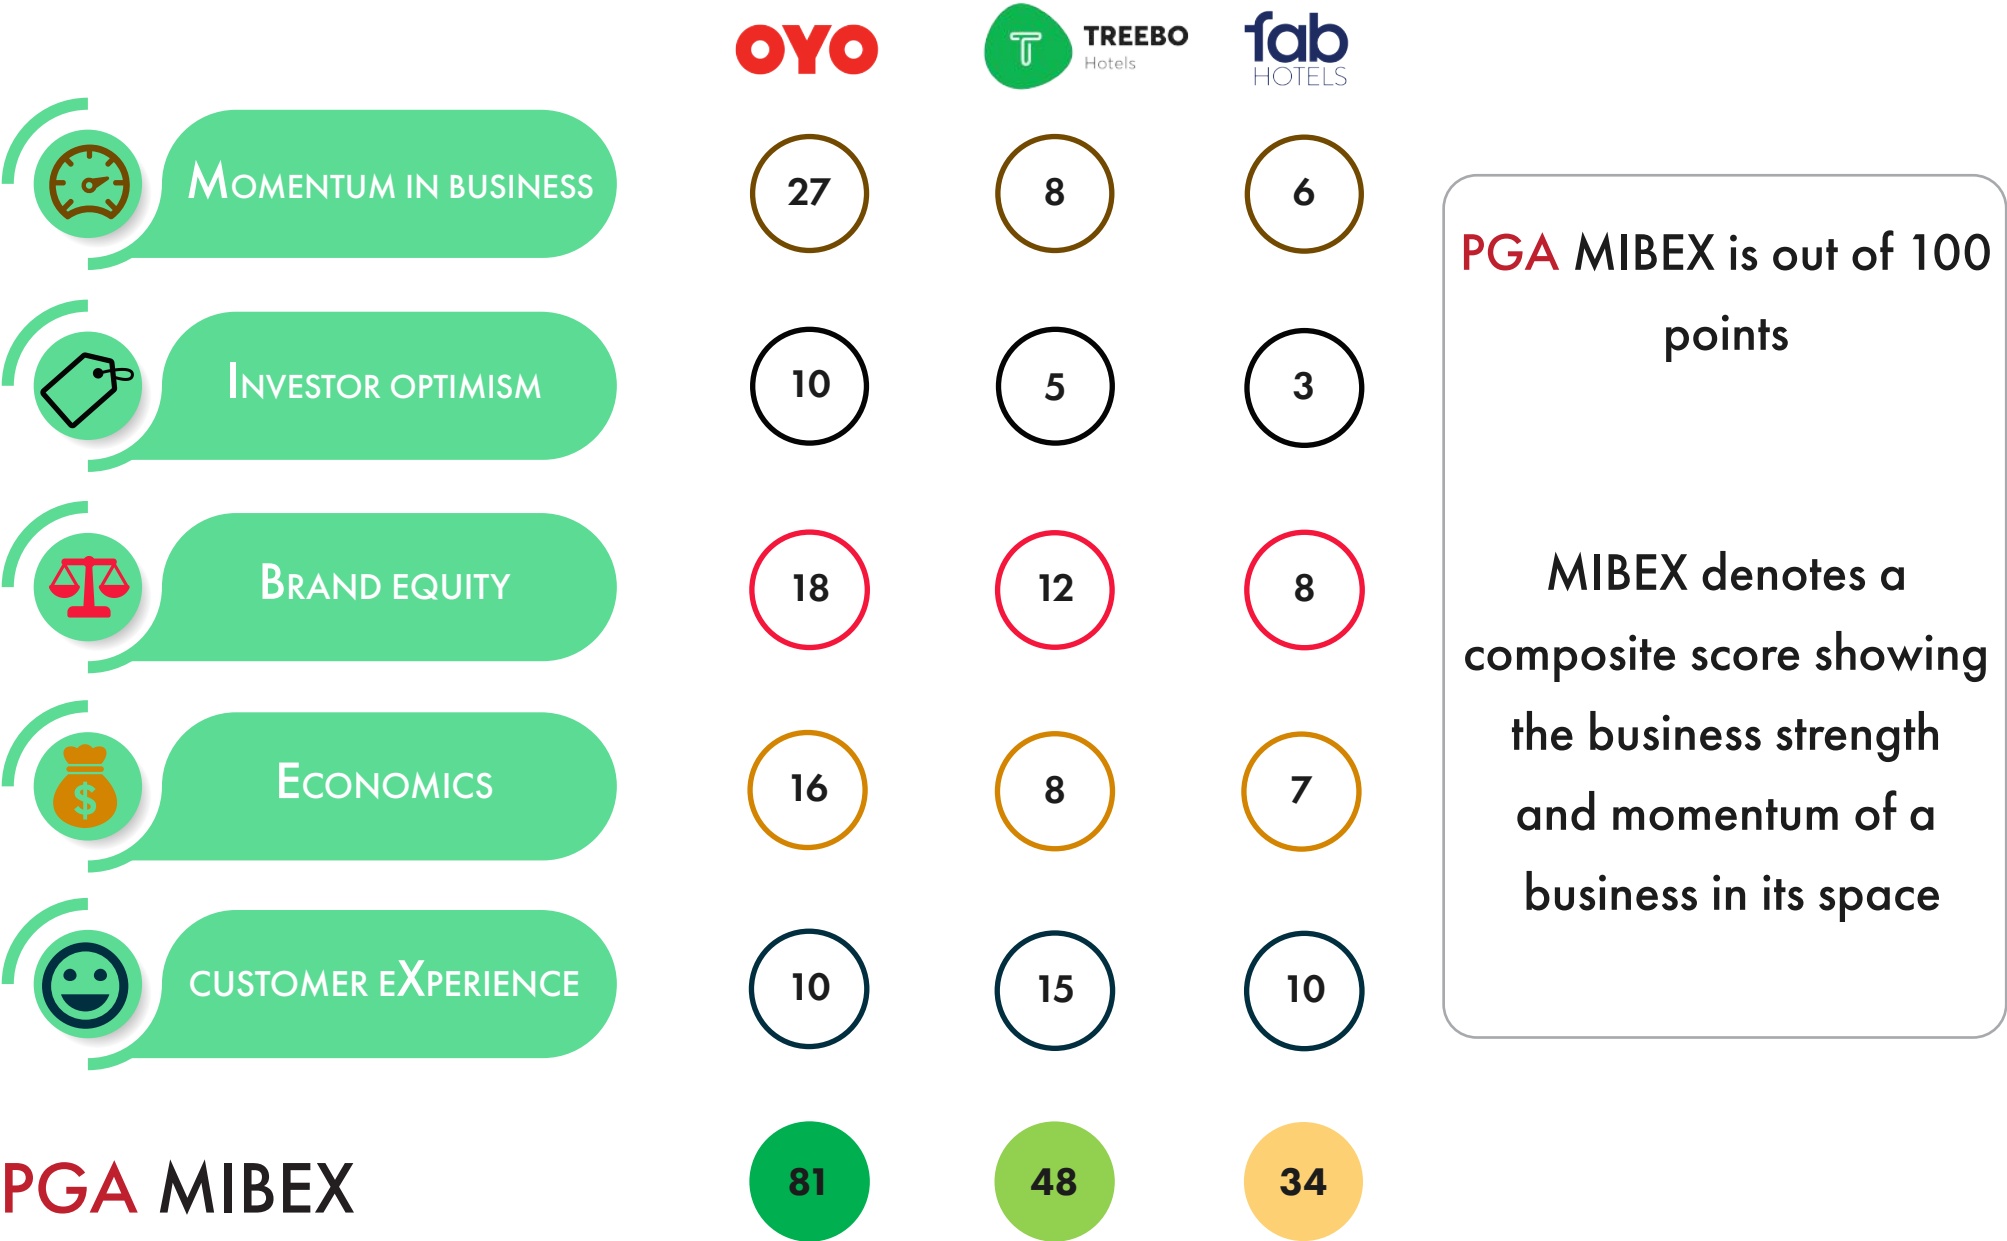 OYO
T TREEBO
Hotels
fab
HOTELS
MOMENTUM IN BUSINESS
27
8
6
INVESTOR OPTIMISM
10
5
3
BRAND EQUITY
18
12
8
ECONOMICS
$
16
8
7
CUSTOMER EXPERIENCE
10
15
10
PGA MIBEX
81
48
34
PGA MIBEX is out of 100
points
MIBEX denotes a
composite score showing
the business strength
and momentum of a
business in its space